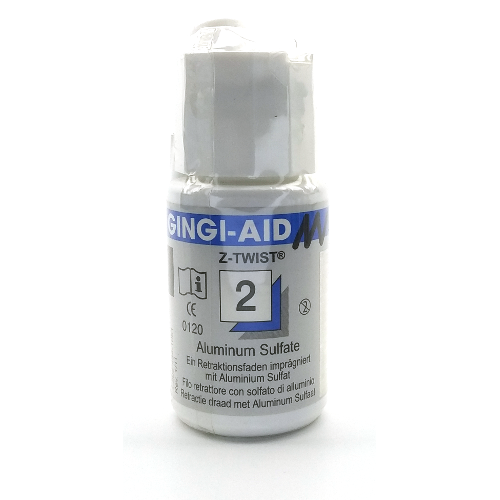 GINGI-AID
Z-TWIST®
2
CE
0120
2
Aluminum Sulfate
Ein Retraktionsfaden imprägniert
mit Aluminium Sulfat
Filo retrattore con solfato di alluminio
Retractie draad met Aluminum Sulfaat